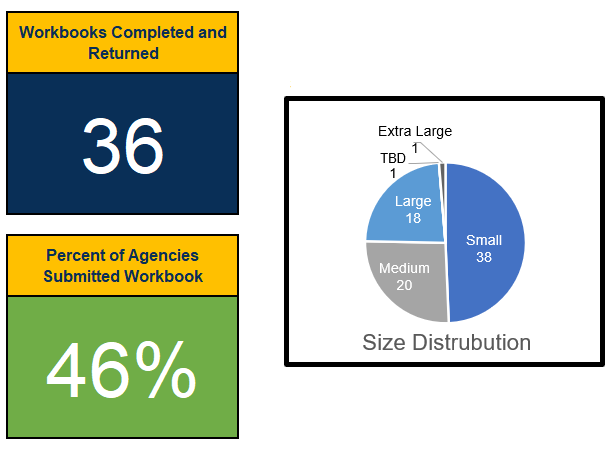 Workbooks Completed and
Returned
36
Percent of Agencies
Submitted Workbook
46%
Extra Large
1
TBD
1
Large
18
Small
38
Medium
20
Size Distrubution